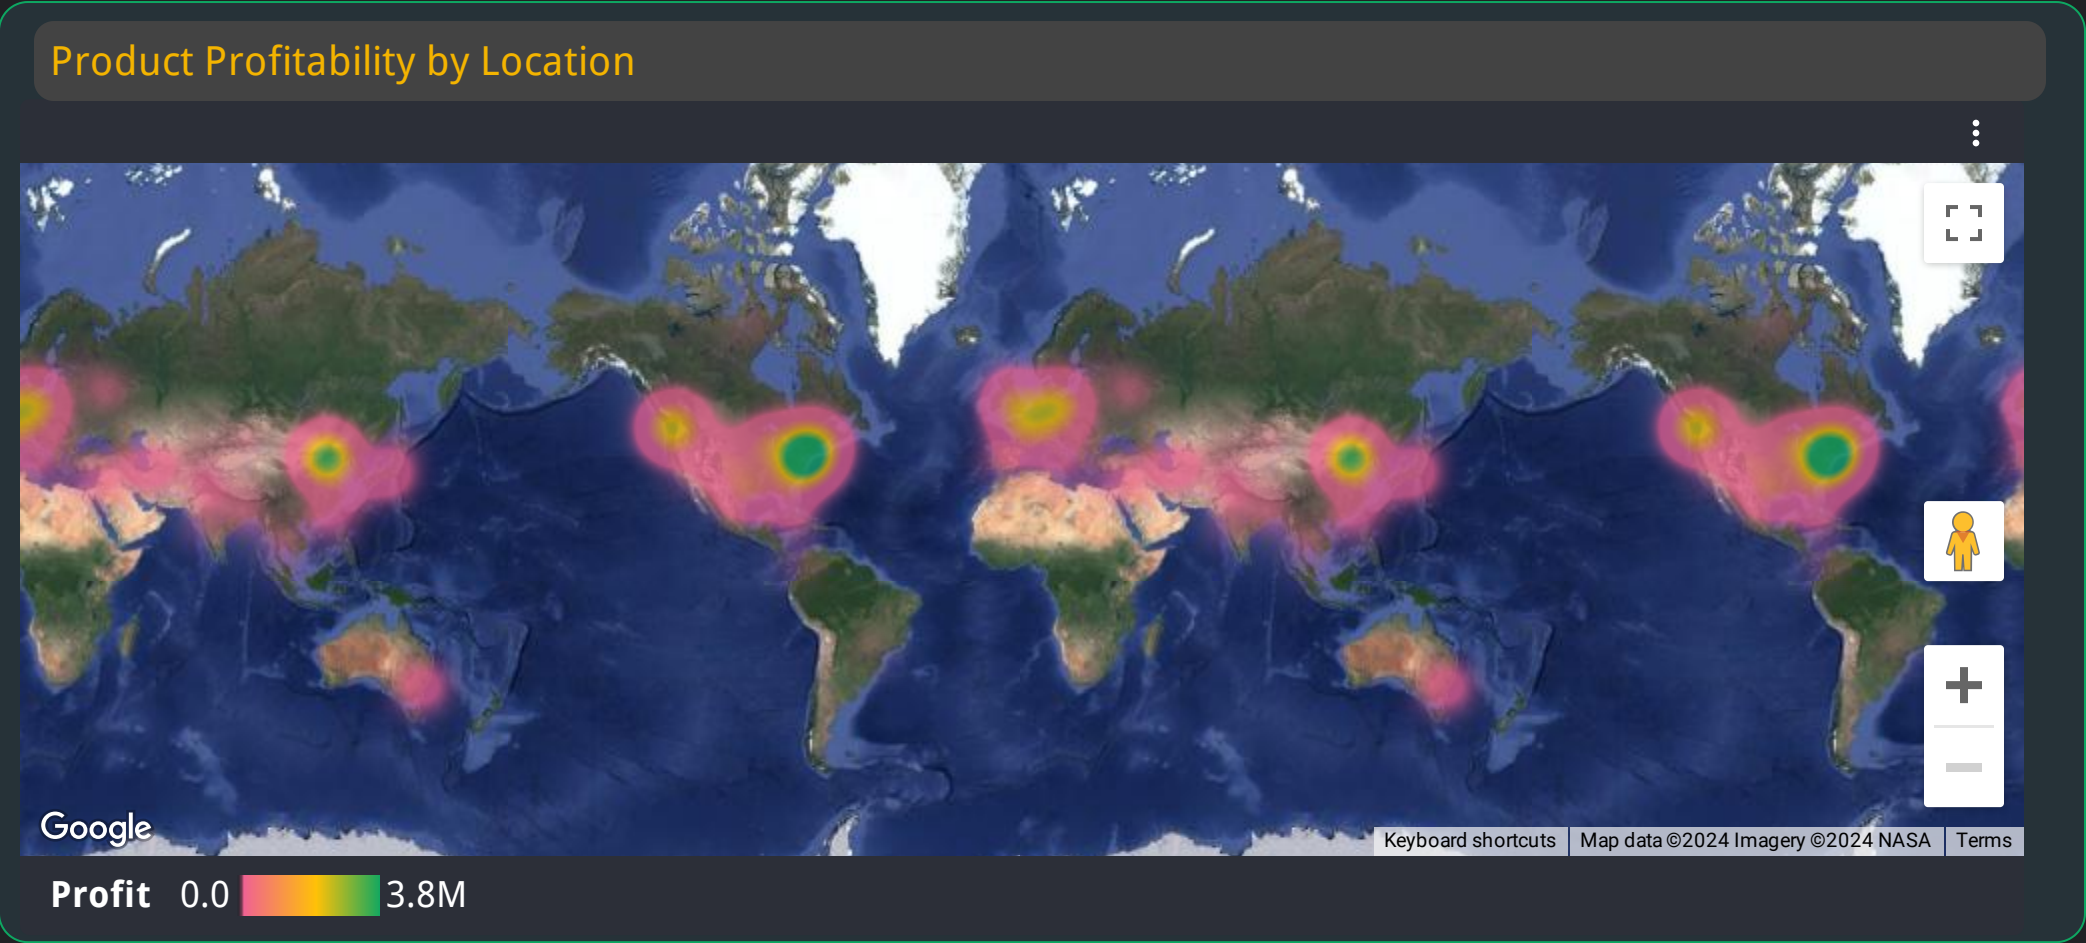 Product Profitability by Location
Google
Keyboard shortcuts
Map data ©2024 Imagery ©2024 NASA
Terms
Profit 0.0 3.8M